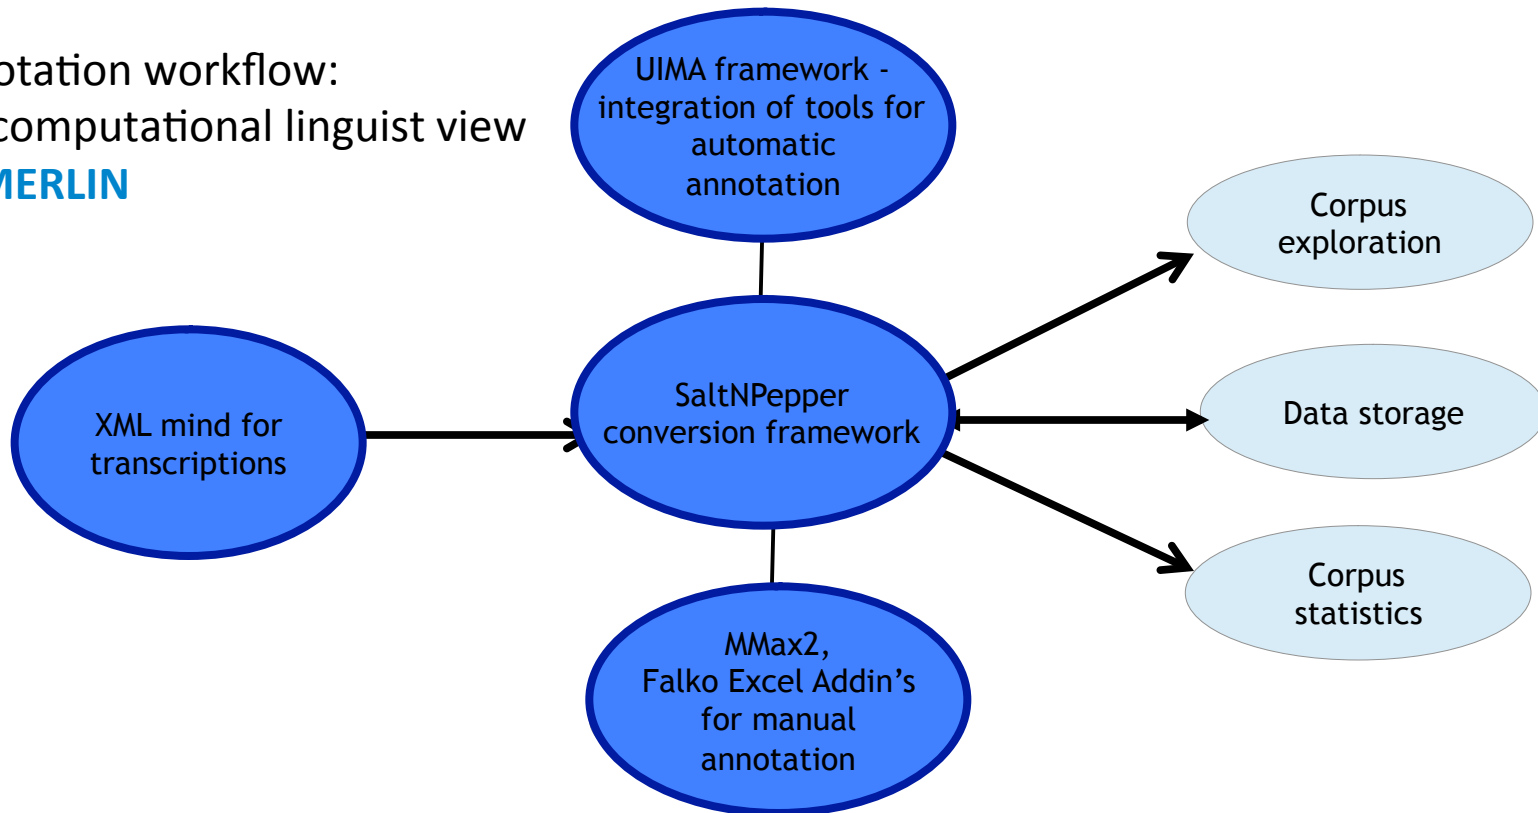 otation workflow:
computational linguist view
MERLIN
UIMA framework -
integration of tools for
automatic
annotation
Corpus
exploration
XML mind for
transcriptions
SaltNPepper
conversion framework
Data storage
Corpus
statistics
MMax2,
Falko Excel Addin’s
for manual
annotation